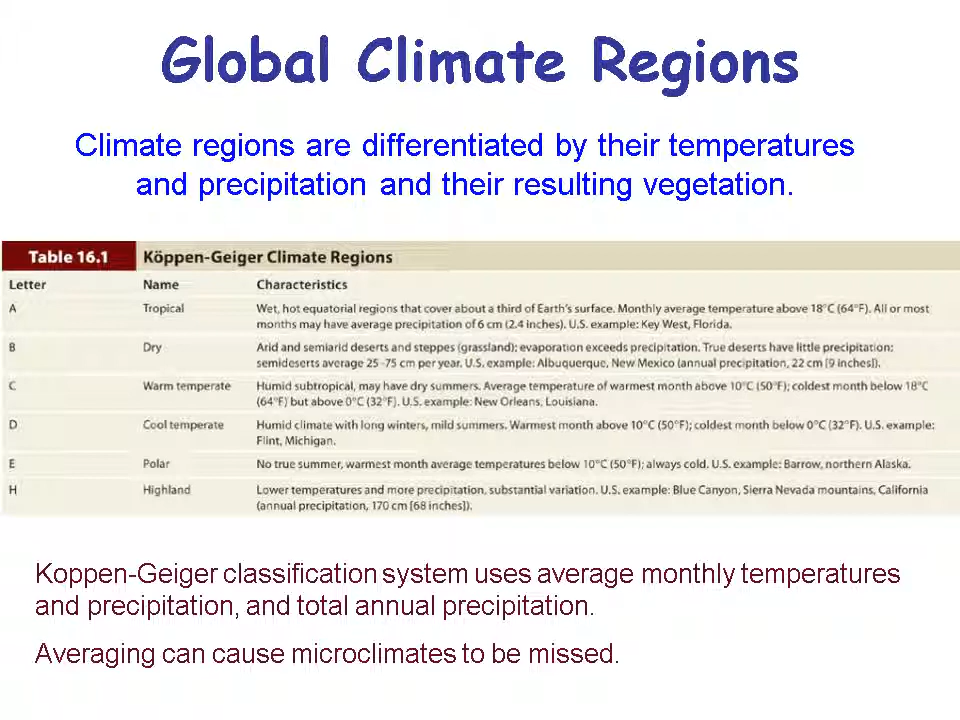 Global Climate Regions
Climate regions are differentiated by their temperatures
and precipitation and their resulting vegetation.
Table 16.1 Köppen-Geiger Climate Regions
Letter Name Characteristics
A Tropical Wet, hot equatorial regions that cover about a third of Earth's surface. Monthly average temperature above 18°C (64°F). All or most
months may have average precipitation of 6 cm (2.4 inches). U.S. example: Key West, Florida.
B Dry Arid and semiarid deserts and steppes (grassland); evaporation exceeds precipitation. True deserts have little precipitation;
semideserts average 25–75 cm per year. U.S. example: Albuquerque, New Mexico (annual precipitation, 22 cm [9 inches]).
C Warm temperate Humid subtropical, may have dry summers. Average temperature of warmest month above 10°C (50°F); coldest month below 18°C
(64°F) but above 0°C (32°F). U.S. example: New Orleans, Louisiana.
D Cool temperate Humid climate with long winters, mild summers. Warmest month above 10°C (50°F); coldest month below 0°C (32°F). U.S. example:
Flint, Michigan.
E Polar No true summer, warmest month average temperatures below 10°C (50°F); always cold. U.S. example: Barrow, northern Alaska.
H Highland Lower temperatures and more precipitation, substantial variation. U.S. example: Blue Canyon, Sierra Nevada mountains, California
(annual precipitation, 170 cm [68 inches]).
Koppen-Geiger classification system uses average monthly temperatures
and precipitation, and total annual precipitation.
Averaging can cause microclimates to be missed.